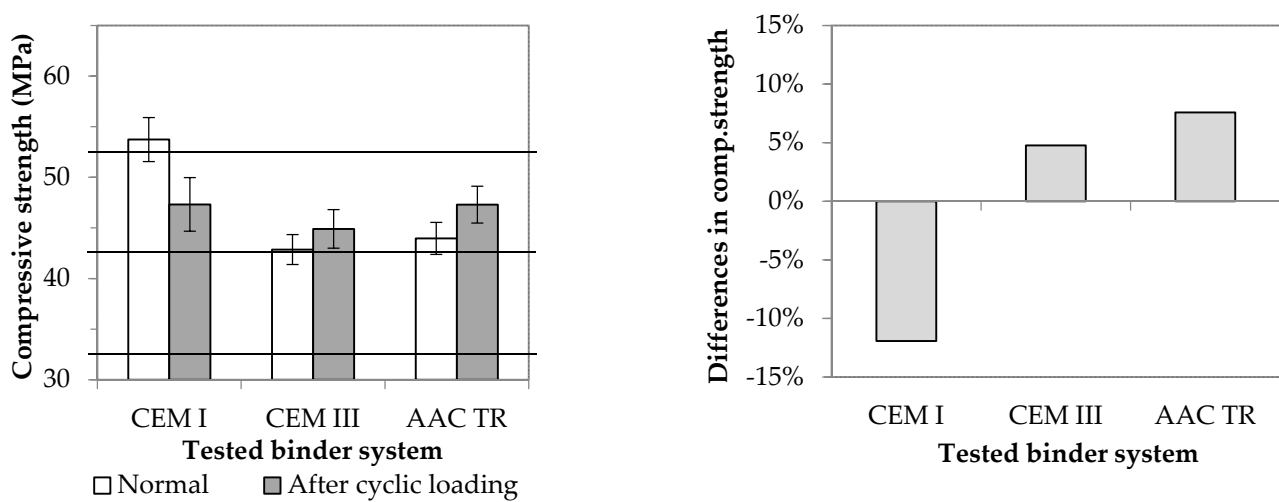 Compressive strength (MPa)
60
50
40
30
CEM I CEM III AAC TR
Tested binder system
Normal After cyclic loading
Differences in comp.strength
15%
10%
5%
0%
-5%
-10%
-15%
CEM I CEM III AAC TR
Tested binder system